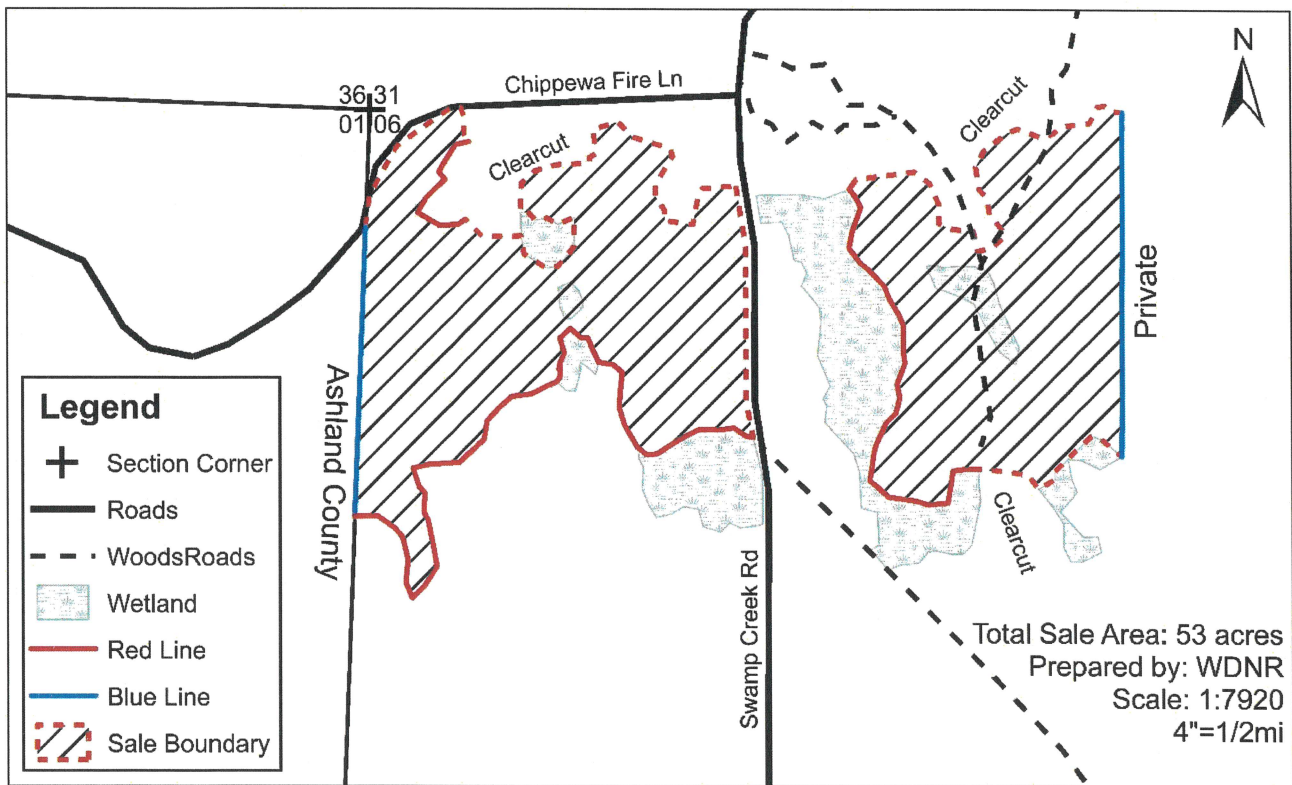 N
36 31
01 06
Chippewa Fire Ln
Clearcut
Clearcut
Private
Ashland County
Swamp Creek Rd
Clearcut
Legend
Section Corner
Roads
WoodsRoads
Wetland
Red Line
Blue Line
Sale Boundary
Total Sale Area: 53 acres
Prepared by: WDNR
Scale: 1:7920
4"=1/2mi